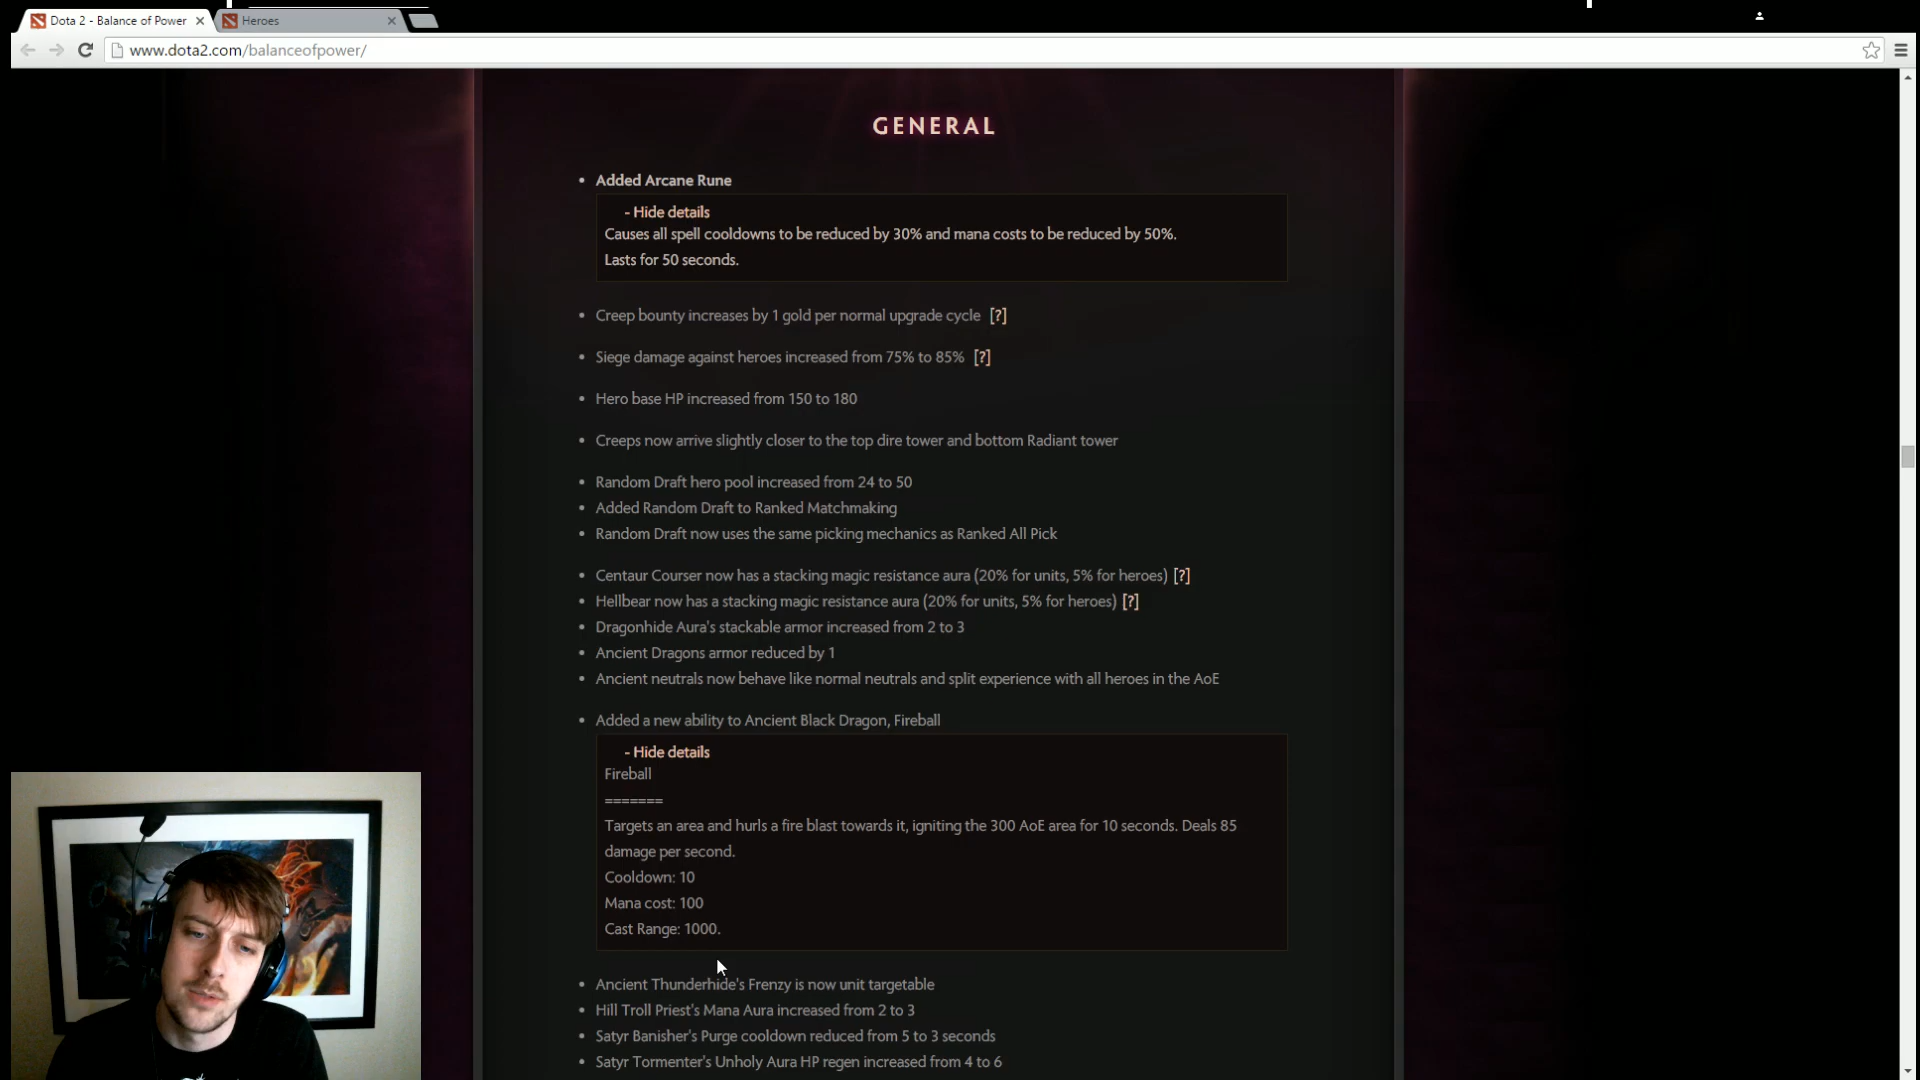 Dota 2 - Balance of Power
Heroes
www.dota2.com/balanceofpower/
GENERAL
• Added Arcane Rune
- Hide details
Causes all spell cooldowns to be reduced by 30% and mana costs to be reduced by 50%.
Lasts for 50 seconds.
• Creep bounty increases by 1 gold per normal upgrade cycle [?]
• Siege damage against heroes increased from 75% to 85% [?]
• Hero base HP increased from 150 to 180
• Creeps now arrive slightly closer to the top dire tower and bottom Radiant tower
• Random Draft hero pool increased from 24 to 50
• Added Random Draft to Ranked Matchmaking
• Random Draft now uses the same picking mechanics as Ranked All Pick
• Centaur Courser now has a stacking magic resistance aura (20% for units, 5% for heroes) [?]
• Hellbear now has a stacking magic resistance aura (20% for units, 5% for heroes) [?]
• Dragonhide Aura's stackable armor increased from 2 to 3
• Ancient Dragons armor reduced by 1
• Ancient neutrals now behave like normal neutrals and split experience with all heroes in the AoE
• Added a new ability to Ancient Black Dragon, Fireball
- Hide details
Fireball
=======
Targets an area and hurls a fire blast towards it, igniting the 300 AoE area for 10 seconds. Deals 85
damage per second.
Cooldown: 10
Mana cost: 100
Cast Range: 1000.
• Ancient Thunderhide's Frenzy is now unit targetable
• Hill Troll Priest's Mana Aura increased from 2 to 3
• Satyr Banisher's Purge cooldown reduced from 5 to 3 seconds
• Satyr Tormenter's Unholy Aura HP regen increased from 4 to 6